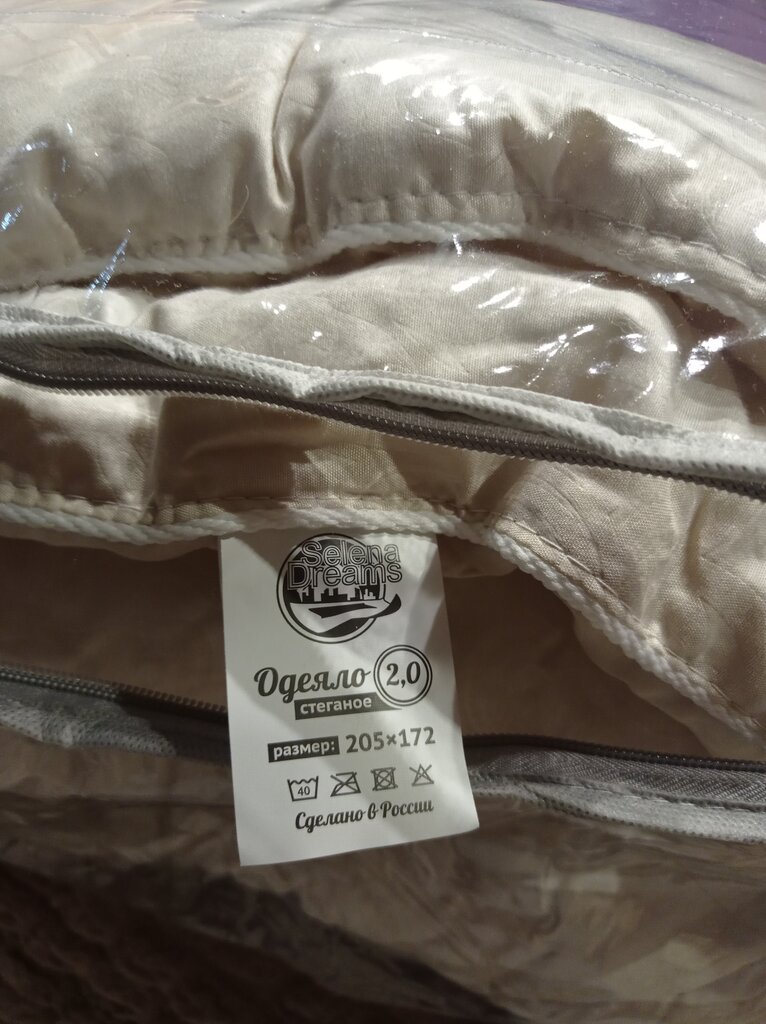 Selena
Dreams
Одеяло 2,0
стеганое
размер: 205×172
40
Сделано в России